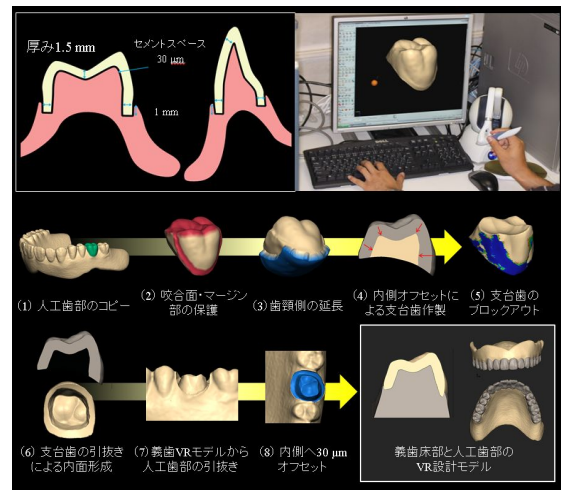 厚み1.5 mm
セメントスペース
30 μm
1 mm
(1) 人工歯部のコピー
(2) 咬合面・マージン
部の保護
(3) 歯頸側の延長
(4) 内側オフセットに
よる支台歯作製
(5) 支台歯の
ブロックアウト
(6) 支台歯の引抜き
による内面形成
(7) 義歯VRモデルから
人工歯部の引抜き
(8) 内側へ30 μm
オフセット
義歯床部と人工歯部の
VR設計モデル